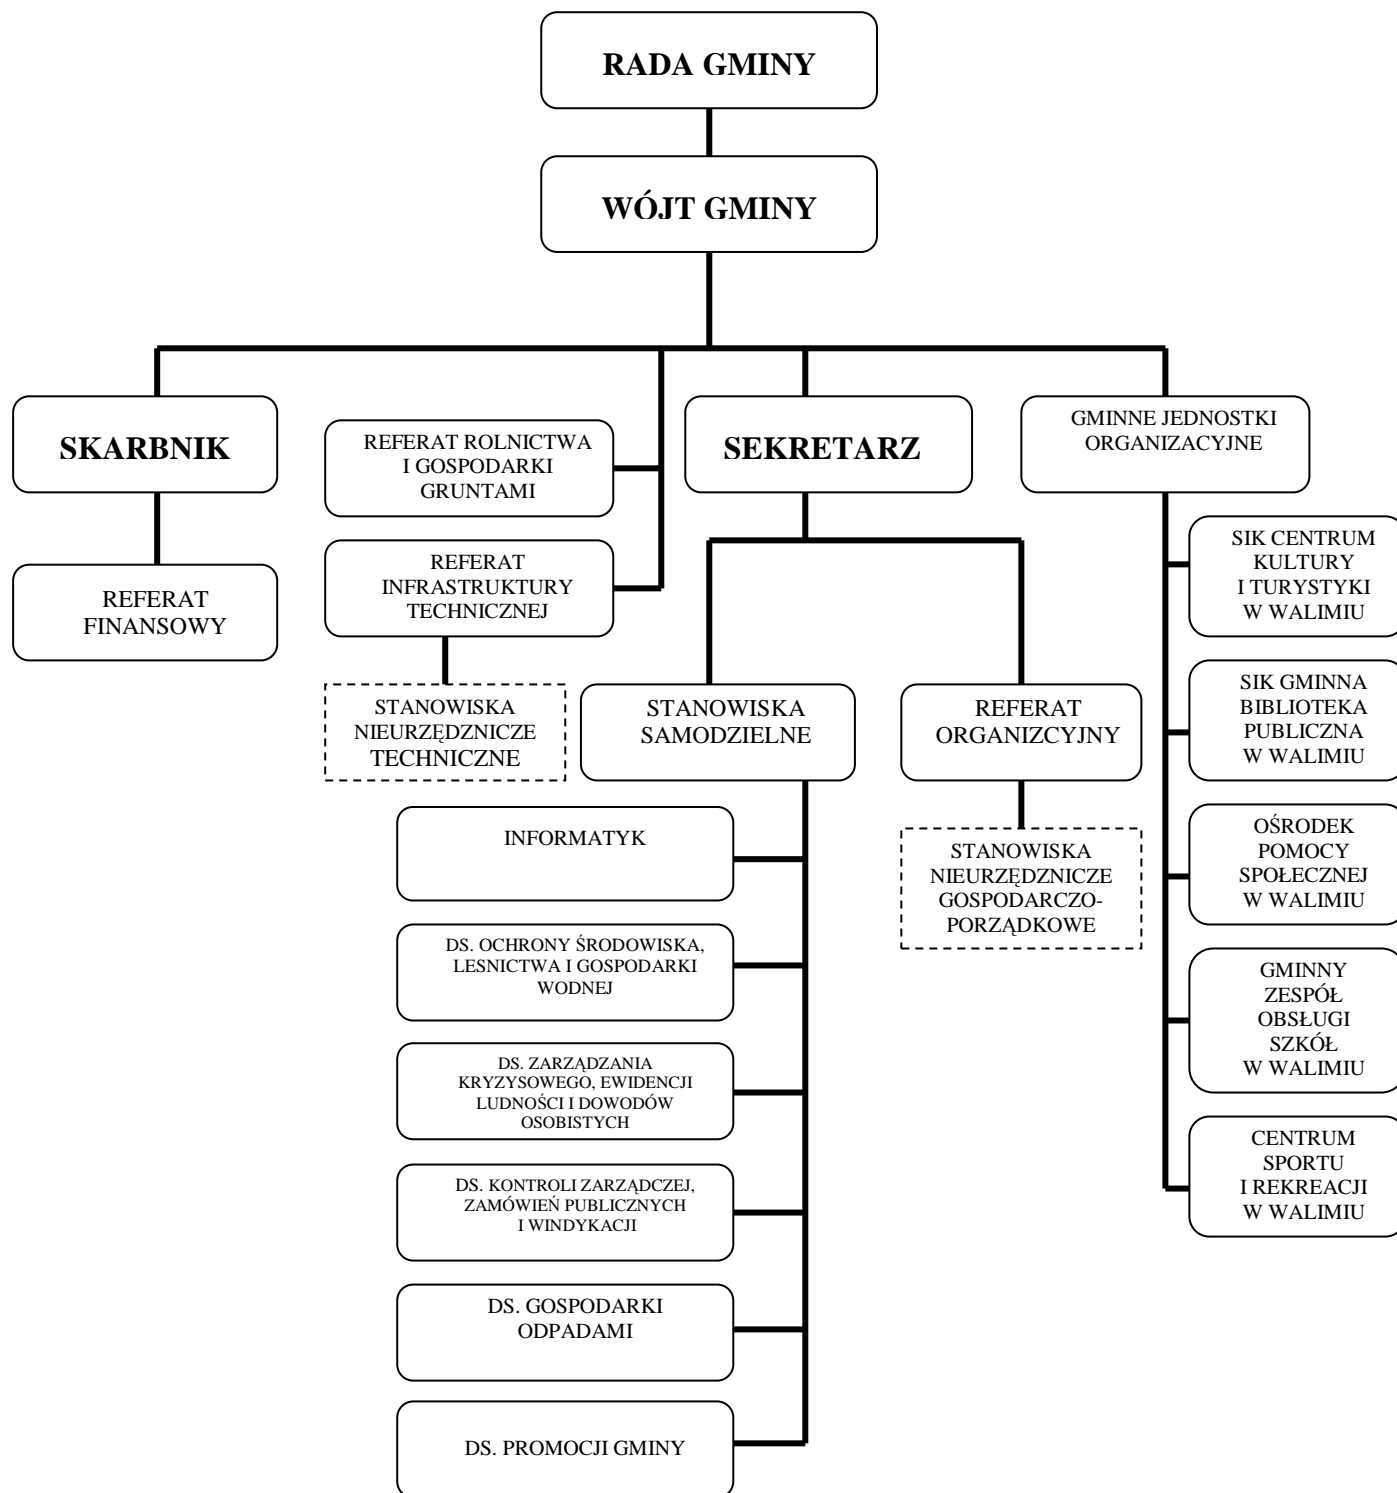 RADA GMINY
WÓJT GMINY
SKARBNIK
REFERAT
FINANSOWY
REFERAT ROLNICTWA
I GOSPODARKI
GRUNTAMI
REFERAT
INFRASTRUKTURY
TECHNICZNEJ
STANOWISKA
NIEURZĘDZNICZE
TECHNICZNE
SEKRETARZ
STANOWISKA
SAMODZIELNE
INFORMATYK
DS. OCHRONY ŚRODOWISKA,
LESNICTWA I GOSPODARKI
WODNEJ
DS. ZARZĄDZANIA
KRYZYSOWEGO, EWIDENCJI
LUDNOŚCI I DOWODÓW
OSOBISTYCH
DS. KONTROLI ZARZĄDCZEJ,
ZAMÓWIEŃ PUBLICZNYCH
I WINDYKACJI
DS. GOSPODARKI
ODPADAMI
DS. PROMOCJI GMINY
REFERAT
ORGANIZCYJNY
STANOWISKA
NIEURZĘDZNICZE
GOSPODARCZO-
PORZĄDKOWE
GMINNE JEDNOSTKI
ORGANIZACYJNE
SIK CENTRUM
KULTURY
I TURYSTYKI
W WALIMIU
SIK GMINNA
BIBLIOTEKA
PUBLICZNA
W WALIMIU
OŚRODEK
POMOCY
SPOŁECZNEJ
W WALIMIU
GMINNY
ZESPÓŁ
OBSŁUGI
SZKÓŁ
W WALIMIU
CENTRUM
SPORTU
I REKREACJI
W WALIMIU